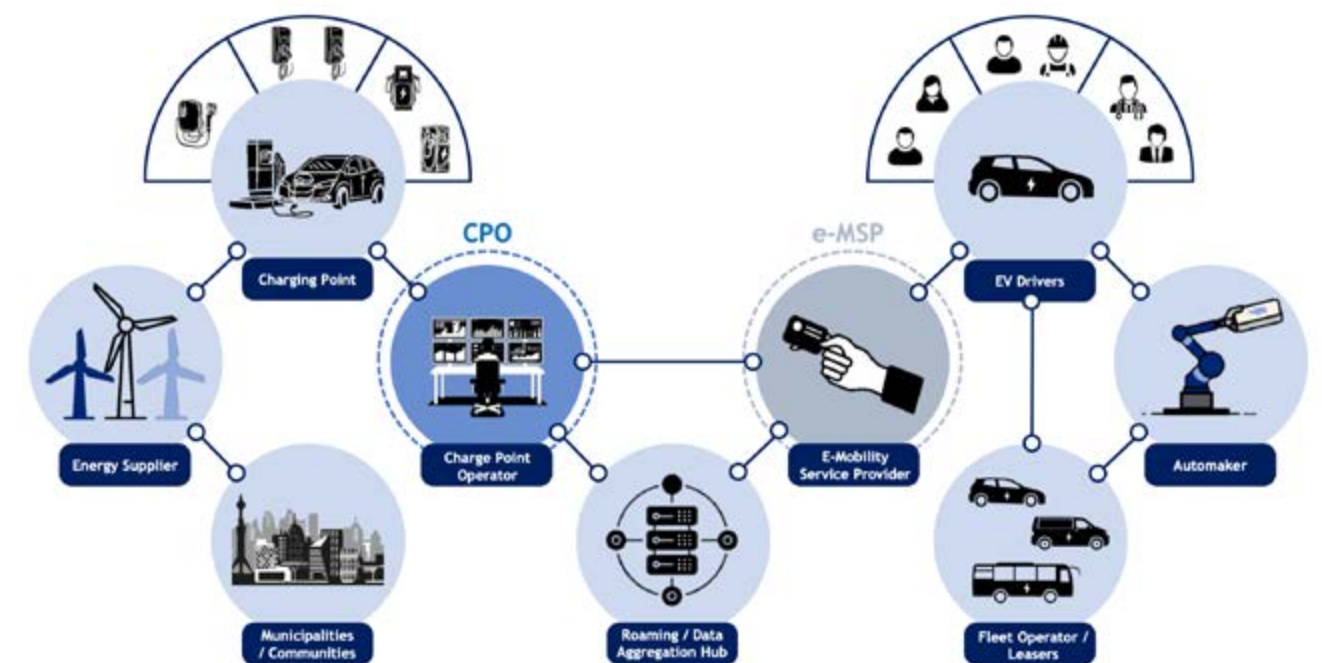 CPO
e-MSP
Charging Point
EV Drivers
Energy Supplier
Charge Point
Operator
E-Mobility
Service Provider
Automaker
Municipalities
/ Communities
Roaming / Data
Aggregation Hub
Fleet Operator /
Leasers